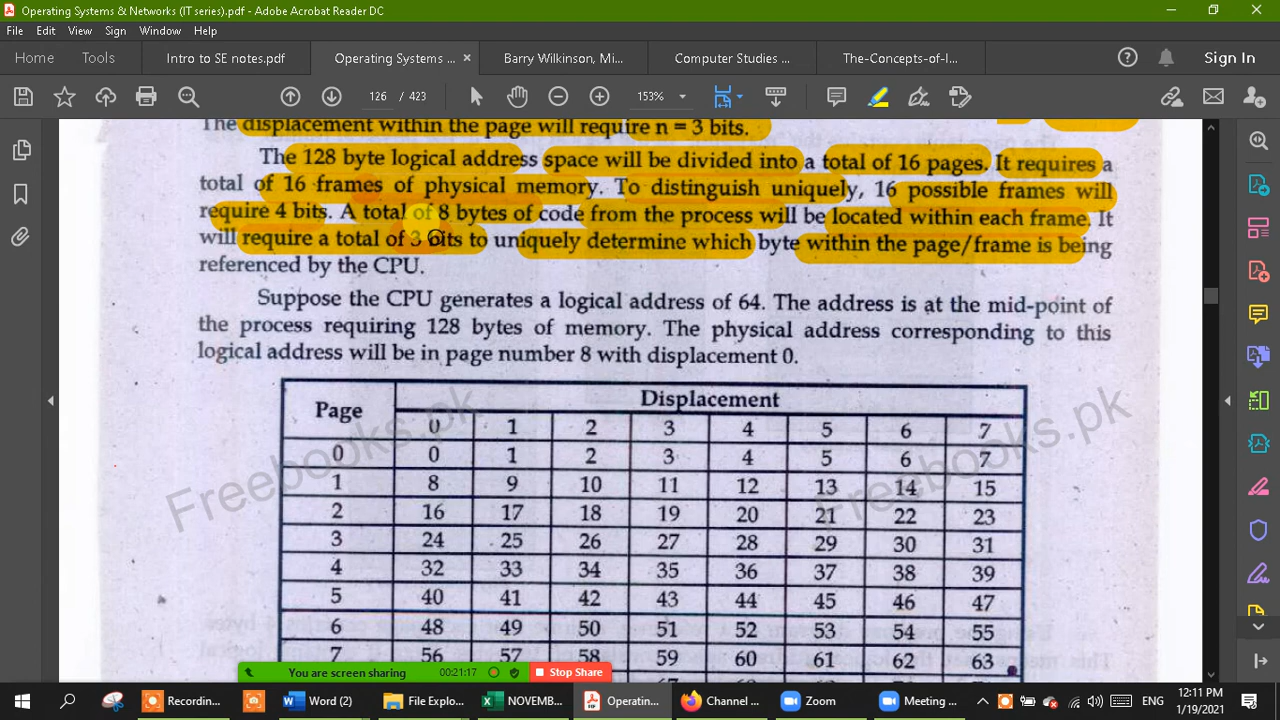 Operating Systems & Networks (IT series).pdf - Adobe Acrobat Reader DC
File Edit View Sign Window Help
Home Tools Intro to SE notes.pdf Operating Systems ... × Barry Wilkinson, Mi... Computer Studies ... The-Concepts-of-I... Sign In
126 / 423 153%
The displacement within the page will require n = 3 bits.
The 128 byte logical address space will be divided into a total of 16 pages. It requires a
total of 16 frames of physical memory. To distinguish uniquely, 16 possible frames will
require 4 bits. A total of 8 bytes of code from the process will be located within each frame. It
will require a total of 3 bits to uniquely determine which byte within the page/frame is being
referenced by the CPU.
Suppose the CPU generates a logical address of 64. The address is at the mid-point of
the process requiring 128 bytes of memory. The physical address corresponding to this
logical address will be in page number 8 with displacement 0.
Page Displacement
0 1 2 3 4 5 6 7
0 0 1 2 3 4 5 6 7
1 8 9 10 11 12 13 14 15
2 16 17 18 19 20 21 22 23
3 24 25 26 27 28 29 30 31
4 32 33 34 35 36 37 38 39
5 40 41 42 43 44 45 46 47
6 48 49 50 51 52 53 54 55
7 56 57 58 59 60 61 62 63
Freebooks.pk Freebooks.pk
You are screen sharing 00:21:17 Stop Share
Recordin... Word (2) File Explo... NOVEMB... Operatin... Channel ... Zoom Meeting ... ENG 12:11 PM
1/19/2021